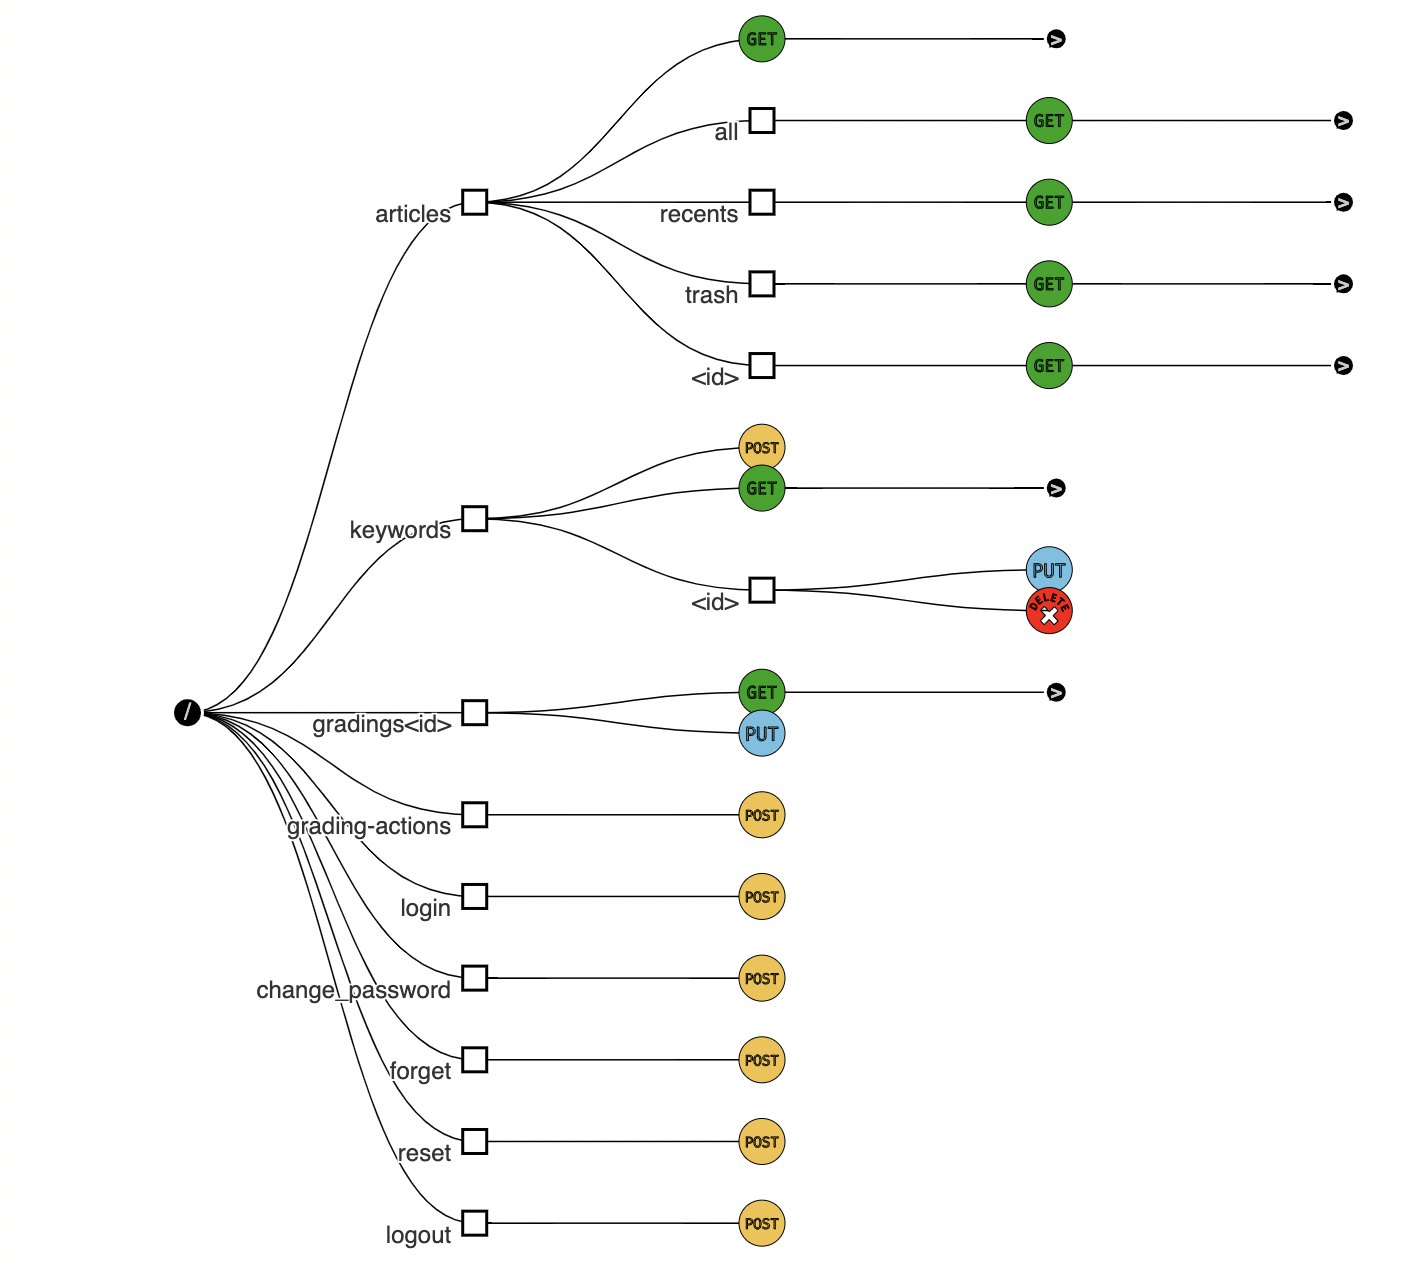 GET
>
all
GET
>
articles
recents
GET
>
trash
GET
>
<id>
GET
>
POST
GET
>
keywords
PUT
<id>
DELETE
GET
>
/
gradings<id>
PUT
grading-actions
POST
login
POST
change_password
POST
forget
POST
reset
POST
logout
POST